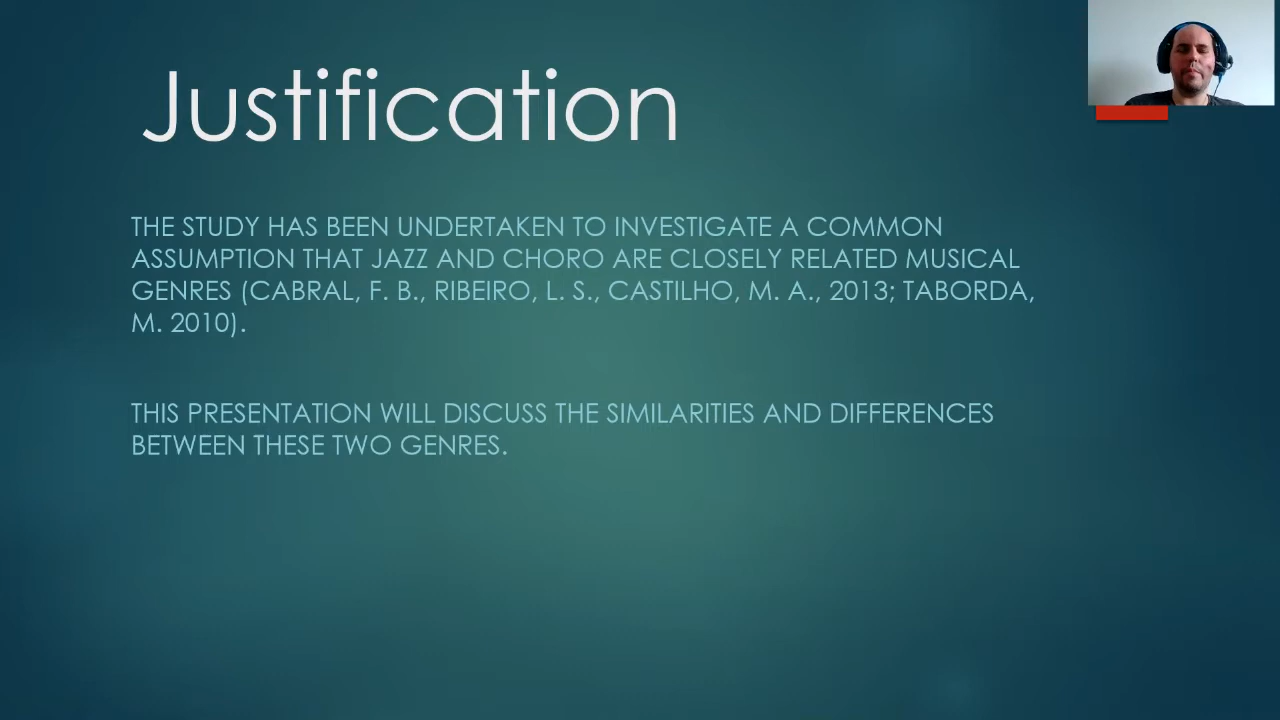 Justification
THE STUDY HAS BEEN UNDERTAKEN TO INVESTIGATE A COMMON
ASSUMPTION THAT JAZZ AND CHORO ARE CLOSELY RELATED MUSICAL
GENRES (CABRAL, F. B., RIBEIRO, L. S., CASTILHO, M. A., 2013; TABORDA,
M. 2010).
THIS PRESENTATION WILL DISCUSS THE SIMILARITIES AND DIFFERENCES
BETWEEN THESE TWO GENRES.